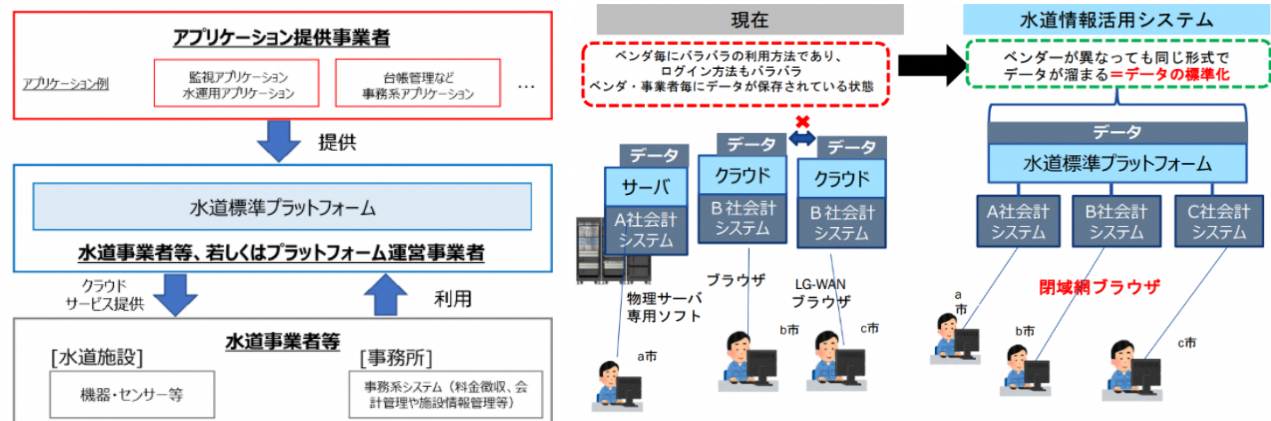 アプリケーション提供事業者
アプリケーション例
監視アプリケーション
水運用アプリケーション
台帳管理など
事務系アプリケーション
…
提供
水道標準プラットフォーム
水道事業者等、若しくはプラットフォーム運営事業者
クラウド
サービス提供
利用
水道事業者等
[水道施設]
機器・センサー等
[事務所]
事務系システム（料金徴収、会
計管理や施設情報管理等）
現在
ベンダ毎にバラバラの利用方法であり、
ログイン方法もバラバラ
ベンダ・事業者毎にデータが保存されている状態
データ
サーバ
A社会計
システム
データ
クラウド
B社会計
システム
データ
クラウド
B社会計
システム
物理サーバ
専用ソフト
ブラウザ
LG-WAN
ブラウザ
a市
b市
c市
水道情報活用システム
ベンダーが異なっても同じ形式で
データが溜まる＝データの標準化
データ
水道標準プラットフォーム
A社会計
システム
B社会計
システム
C社会計
システム
閉域網ブラウザ
a
市
b市
c市